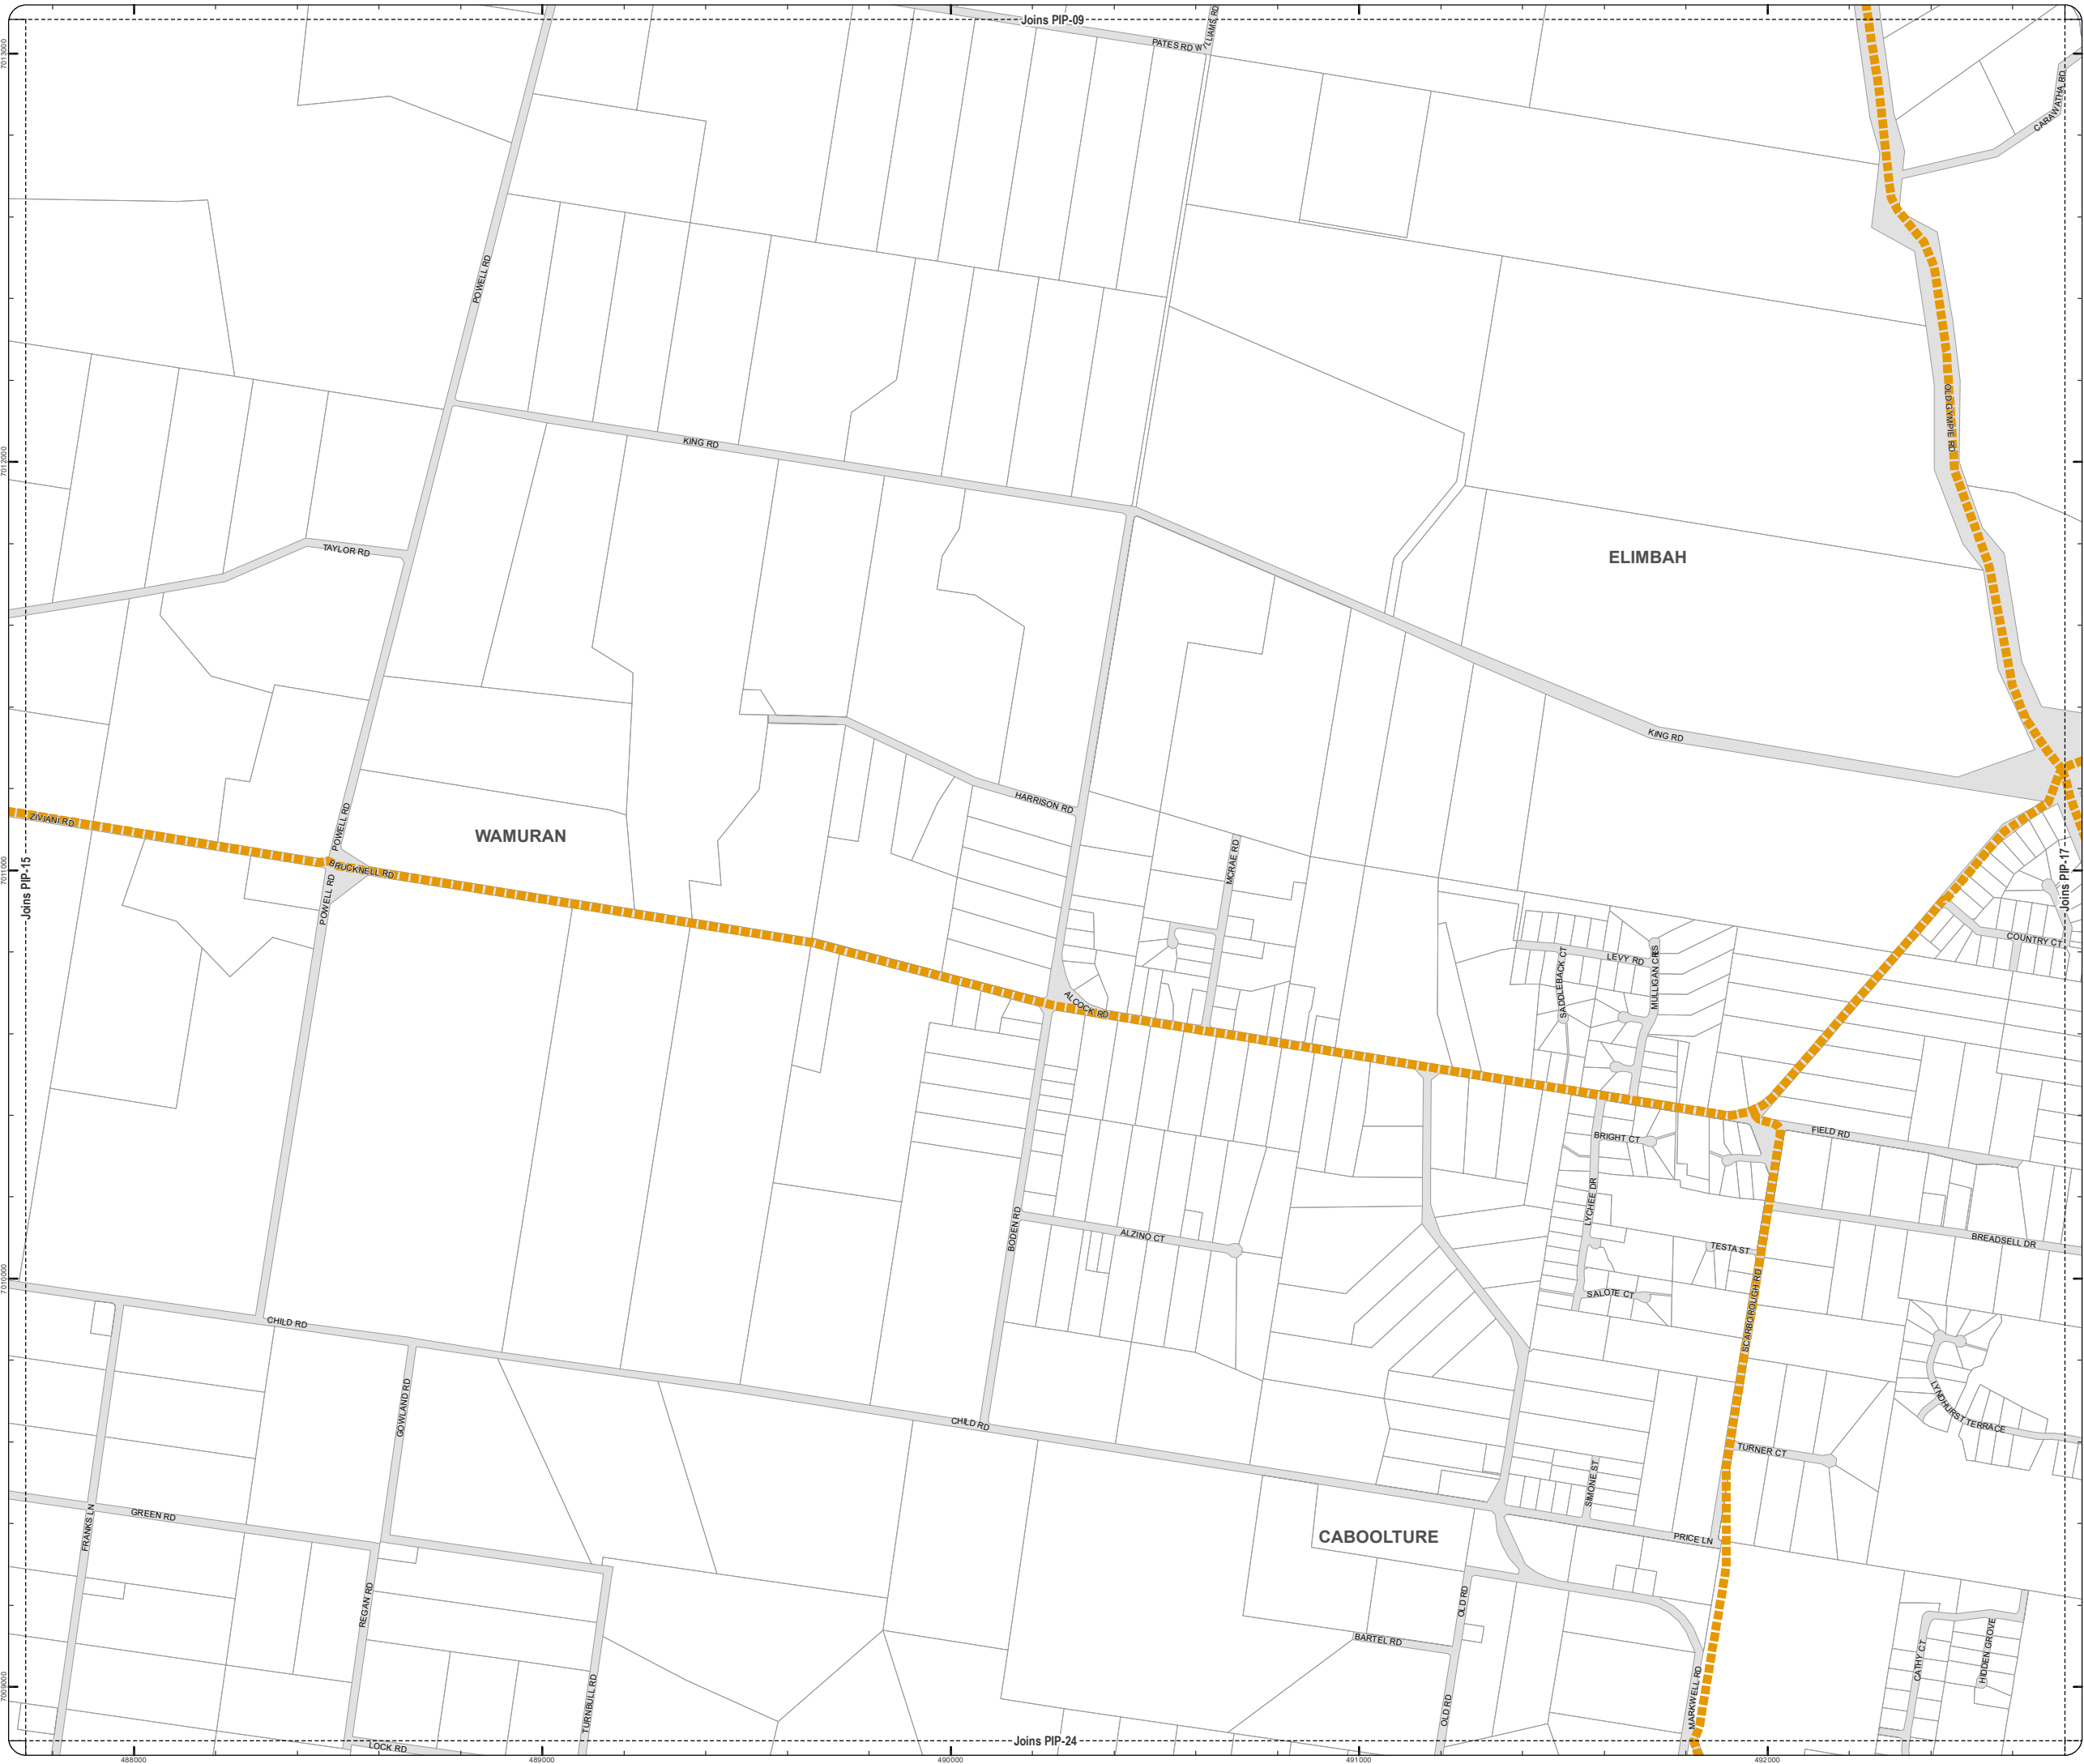 Joins PIP-09
WILLIAMS RD
PATES RD
7013000
CARAWATHA RD
POWELL RD
OLD GYMPIE RD
KING RD
7012000
TAYLOR RD
ELIMBAH
KING RD
HARRISON RD
ZIVIANI RD
POWELL RD
WAMURAN
MCRAE RD
BRUCKNELL RD
7011000
Joins PIP-15
Joins PIP-17
POWELL RD
COUNTRY CT
LEVY RD
SADDLEBACK CT
MULLIGAN CRES
ALCOCK RD
FIELD RD
BRIGHT CT
LYCHEE DR
BODEN RD
ALZINO CT
BREADSELL DR
TESTA ST
7010000
SALOTE CT
SCARBOROUGH RD
CHILD RD
GOWLAND RD
LYNDHURST TERRACE
CHILD RD
TURNER CT
SIMONE ST
GREEN RD
FRANKS LN
CABOOLTURE
PRICE LN
REGAN RD
OLD RD
BARTEL RD
HIDDEN GROVE
CATHY CT
7009000
TURNBULL RD
OLD RD
MARKWELL RD
LOCK RD
Joins PIP-24
488000
489000
490000
491000
492000